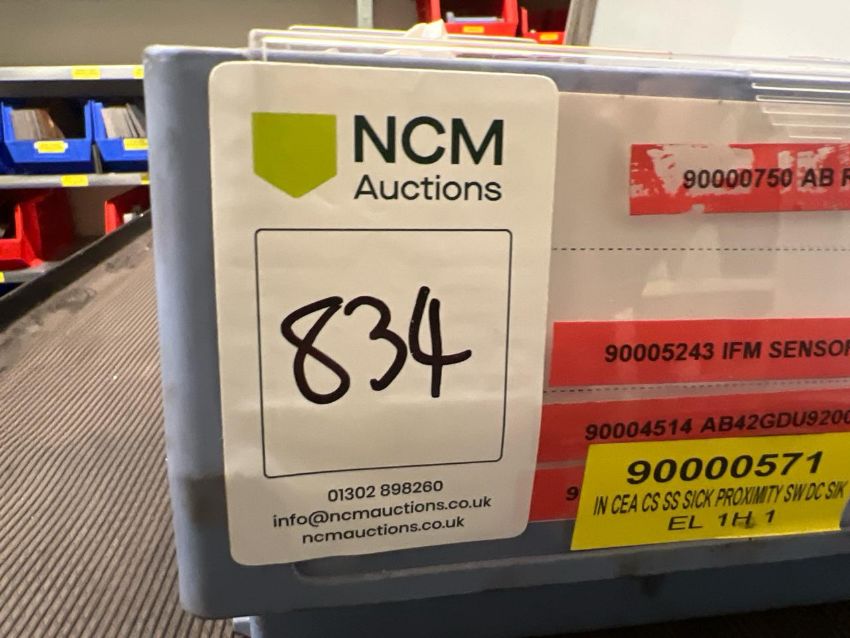 NCM
Auctions
834
01302 898260
info@ncmauctions.co.uk
ncmauctions.co.uk
90000750 AB
90005243 IFM SENSOR
90004514 AB42GDU9200
9
90000571
IN CEA CS SS SICK PROXIMITY SW DC SIK
EL 1H 1